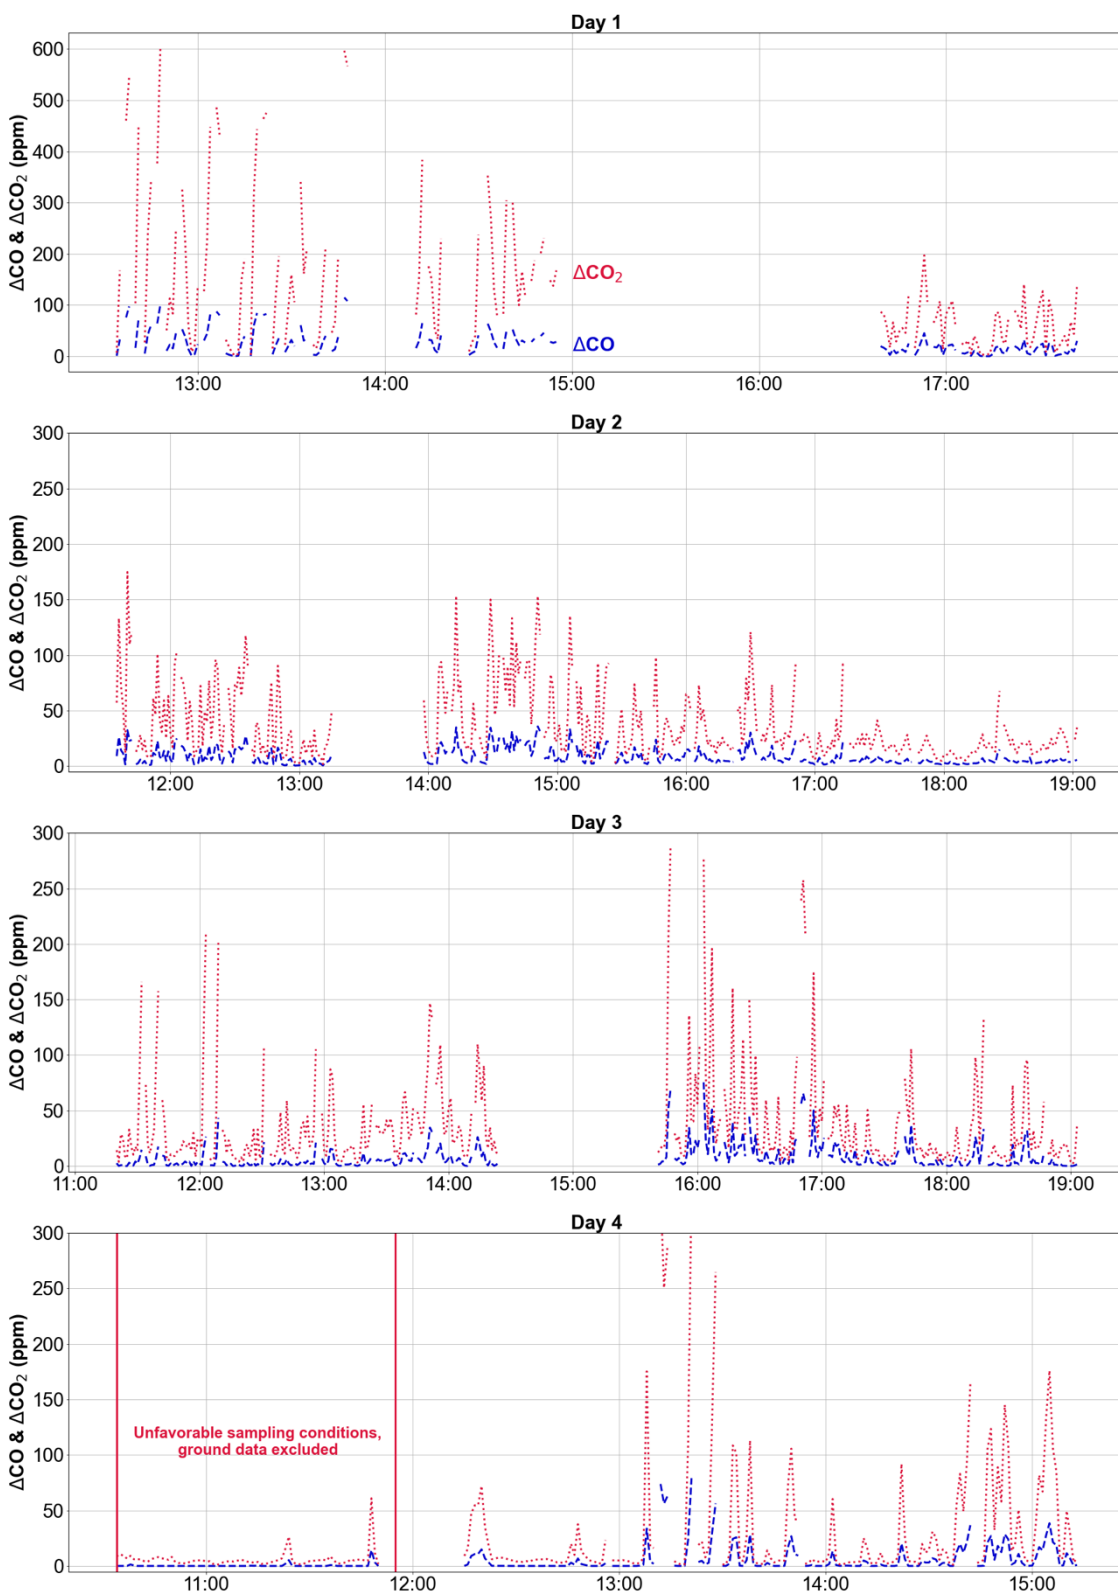 Day 1
ΔCO & ΔCO₂ (ppm)
600
500
400
300
200
100
0
ΔCO₂
ΔCO
13:00 14:00 15:00 16:00 17:00
Day 2
ΔCO & ΔCO₂ (ppm)
300
250
200
150
100
50
0
12:00 13:00 14:00 15:00 16:00 17:00 18:00 19:00
Day 3
ΔCO & ΔCO₂ (ppm)
300
250
200
150
100
50
0
11:00 12:00 13:00 14:00 15:00 16:00 17:00 18:00 19:00
Day 4
ΔCO & ΔCO₂ (ppm)
300
250
200
150
100
50
0
Unfavorable sampling conditions,
ground data excluded
11:00 12:00 13:00 14:00 15:00